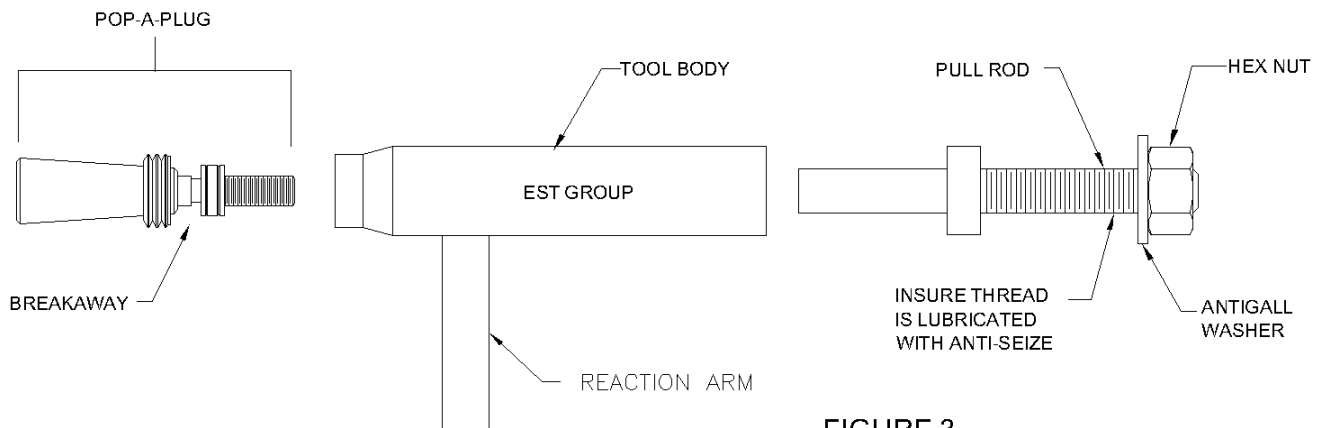 POP-A-PLUG
TOOL BODY
PULL ROD
HEX NUT
EST GROUP
BREAKAWAY
INSURE THREAD
IS LUBRICATED
WITH ANTI-SEIZE
ANTIGALL
WASHER
REACTION ARM
FIGURE